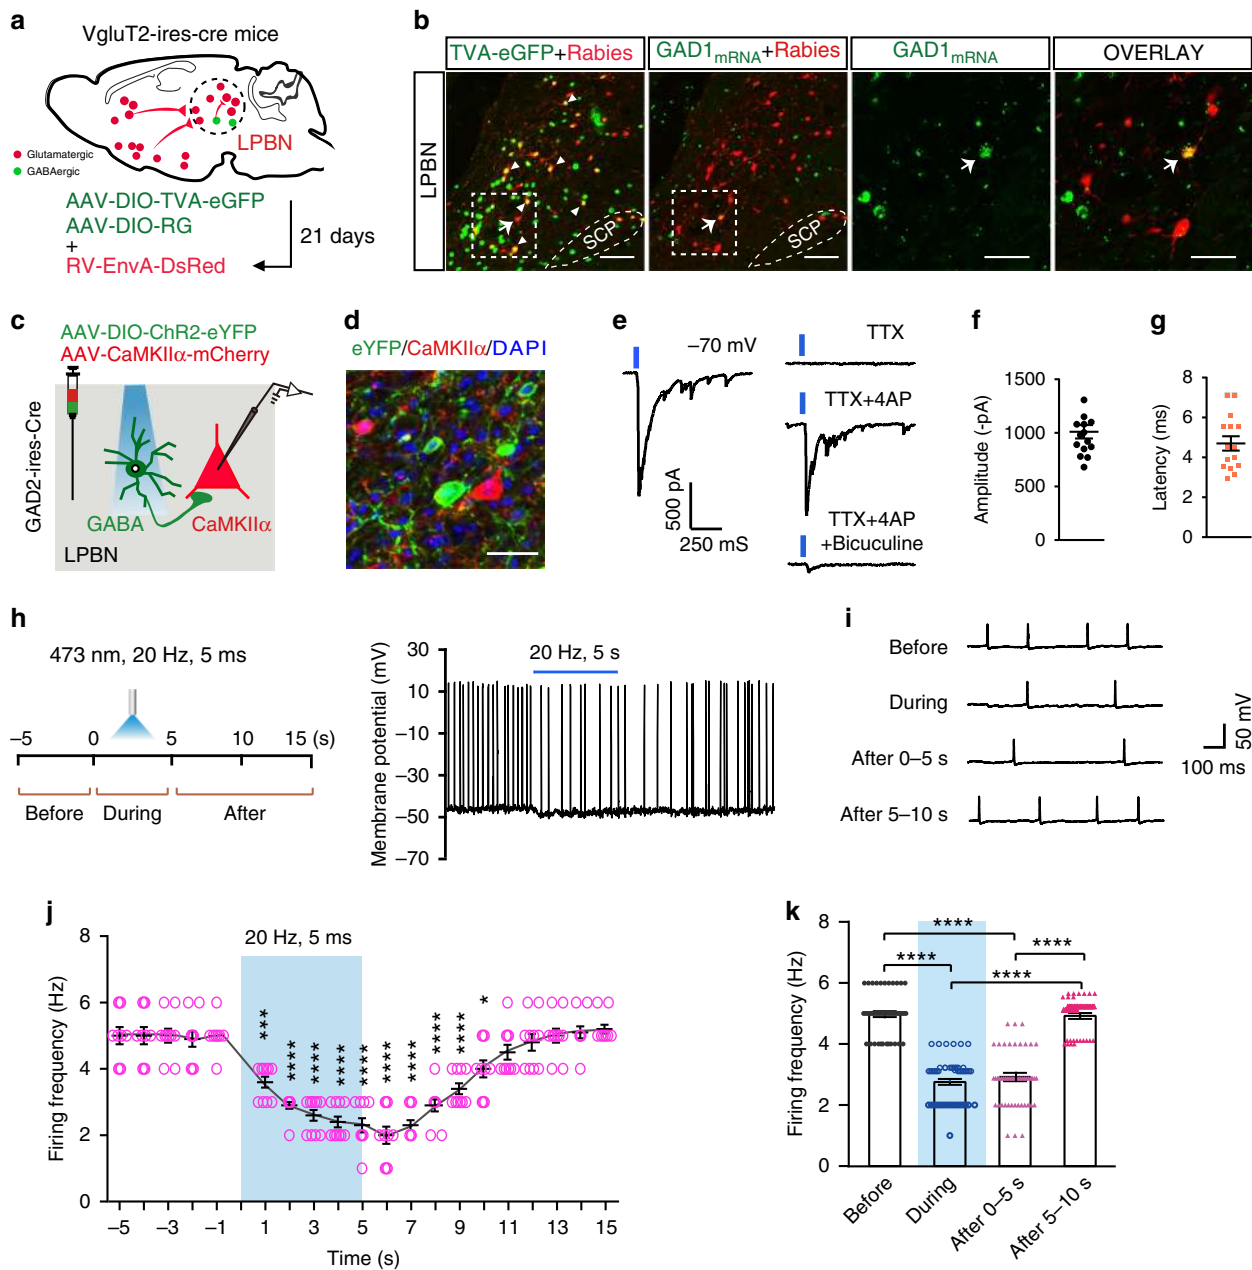 a
VgluT2-ires-cre mice
LPBN
Glutamatergic
GABAergic
AAV-DIO-TVA-eGFP
AAV-DIO-RG
+
RV-EnvA-DsRed
21 days
b
TVA-eGFP+Rabies
GAD1mRNA+Rabies
GAD1mRNA
OVERLAY
LPBN
SCP
SCP
c
AAV-DIO-ChR2-eYFP
AAV-CaMKIIα-mCherry
GAD2-ires-Cre
GABA
CaMKIIα
LPBN
d
eYFP/CaMKIIα/DAPI
e
–70 mV
500 pA
250 mS
TTX
TTX+4AP
TTX+4AP
+Bicuculine
f
Amplitude (-pA)
1500
1000
500
0
g
Latency (ms)
8
6
4
2
0
h
473 nm, 20 Hz, 5 ms
–5 0 5 10 15 (s)
Before During After
Membrane potential (mV)
30
10
–10
–30
–50
–70
20 Hz, 5 s
i
Before
During
After 0–5 s
After 5–10 s
50 mV
100 ms
j
20 Hz, 5 ms
Firing frequency (Hz)
8
6
4
2
0
***
****
****
****
****
****
****
****
****
*
–5 –3 –1 1 3 5 7 9 11 13 15
Time (s)
k
Firing frequency (Hz)
8
6
4
2
0
****
****
****
****
Before
During
After 0–5 s
After 5–10 s